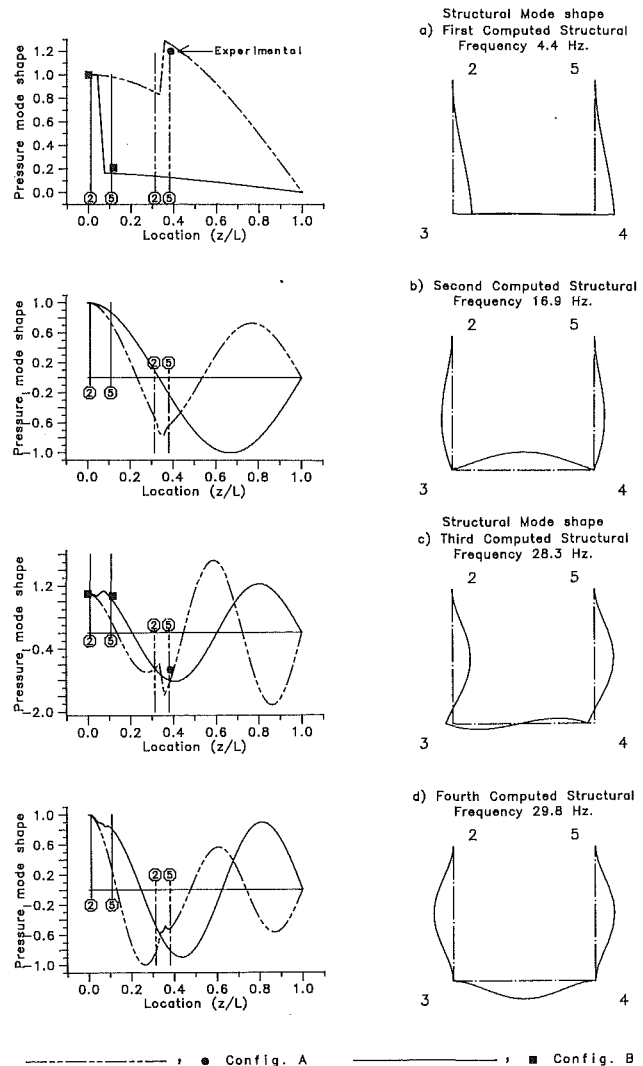 Structural Mode shape
a) First Computed Structural
Frequency 4.4 Hz.
Pressure mode shape
1.2
1.0
0.8
0.6
0.4
0.2
0.0
Experimental
2 5 2 5
0.0 0.2 0.4 0.6 0.8 1.0
Location (z/L)
2 5
3 4
b) Second Computed Structural
Frequency 16.9 Hz.
Pressure mode shape
1.0
0.6
0.2
-0.2
-0.6
-1.0
2 5
2 5
0.0 0.2 0.4 0.6 0.8 1.0
Location (z/L)
2 5
3 4
Structural Mode shape
c) Third Computed Structural
Frequency 28.3 Hz.
Pressure mode shape
1.2
-0.4
-2.0
2 5
2 5
0.0 0.2 0.4 0.6 0.8 1.0
Location (z/L)
2 5
3 4
d) Fourth Computed Structural
Frequency 29.8 Hz.
Pressure mode shape
1.0
0.6
0.2
-0.2
-0.6
-1.0
2 5
2 5
0.0 0.2 0.4 0.6 0.8 1.0
Location (z/L)
2 5
3 4
, Config. A , Config. B